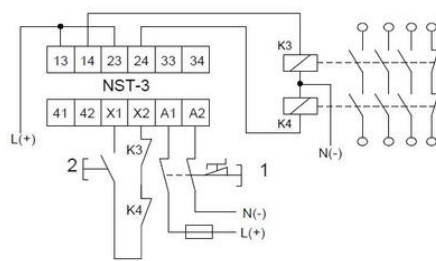 K3
13 14 23 24 33 34
NST-3
K4
41 42 X1 X2 A1 A2
L(+)
N(-)
K3
2
1
K4
N(-)
L(+)